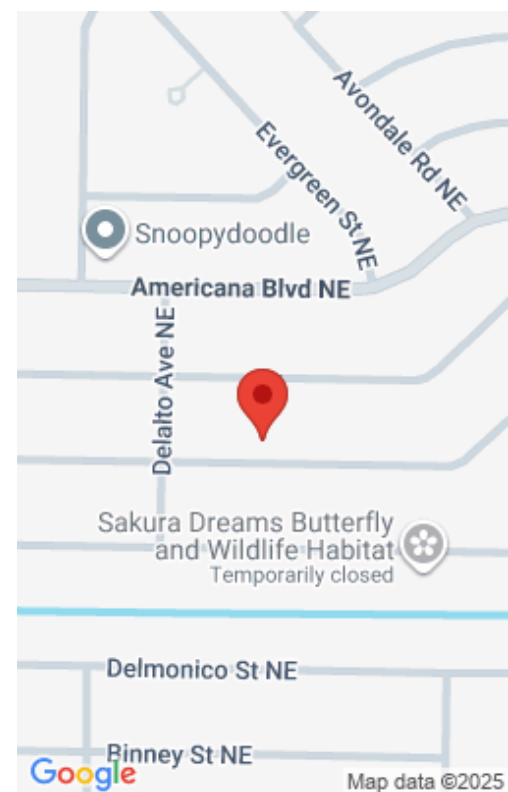 Avondale Rd NE
Evergreen St NE
Snoopydoodle
Americana Blvd NE
Delalto Ave NE
Sakura Dreams Butterfly
and Wildlife Habitat
Temporarily closed
Delmonico St NE
Binney St NE
Google
Map data ©2025